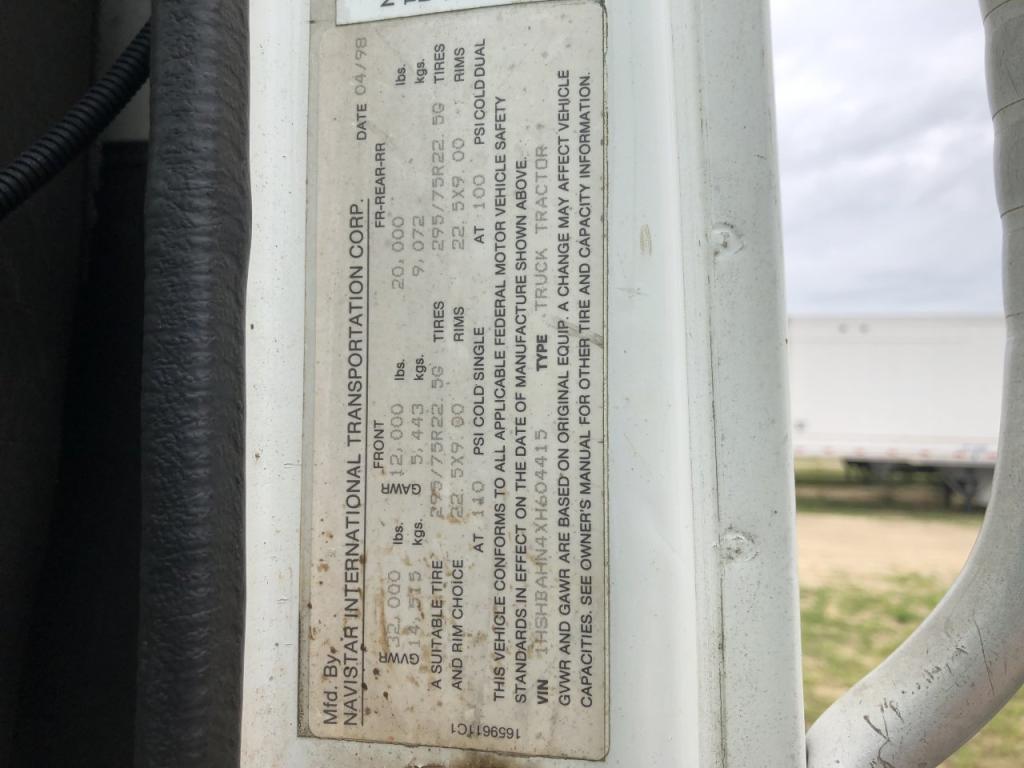 Mfd. By
NAVISTAR INTERNATIONAL TRANSPORTATION CORP. DATE 04/98
FRONT FR-REAR-RR
GVWR 32,000 lbs. GAWR 12,000 lbs. 20,000 lbs.
14,515 kgs. 5,443 kgs. 9,072 kgs.
A SUITABLE TIRE 295/75R22.5G TIRES 295/75R22.5G TIRES
AND RIM CHOICE 22.5X9.00 RIMS 22.5X9.00 RIMS
AT 110 PSI COLD SINGLE AT 100 PSI COLD DUAL
THIS VEHICLE CONFORMS TO ALL APPLICABLE FEDERAL MOTOR VEHICLE SAFETY
STANDARDS IN EFFECT ON THE DATE OF MANUFACTURE SHOWN ABOVE.
VIN 1HSHBAHN4XH604415 TYPE TRUCK TRACTOR
GVWR AND GAWR ARE BASED ON ORIGINAL EQUIP. A CHANGE MAY AFFECT VEHICLE
CAPACITIES. SEE OWNER'S MANUAL FOR OTHER TIRE AND CAPACITY INFORMATION.
1659611C1